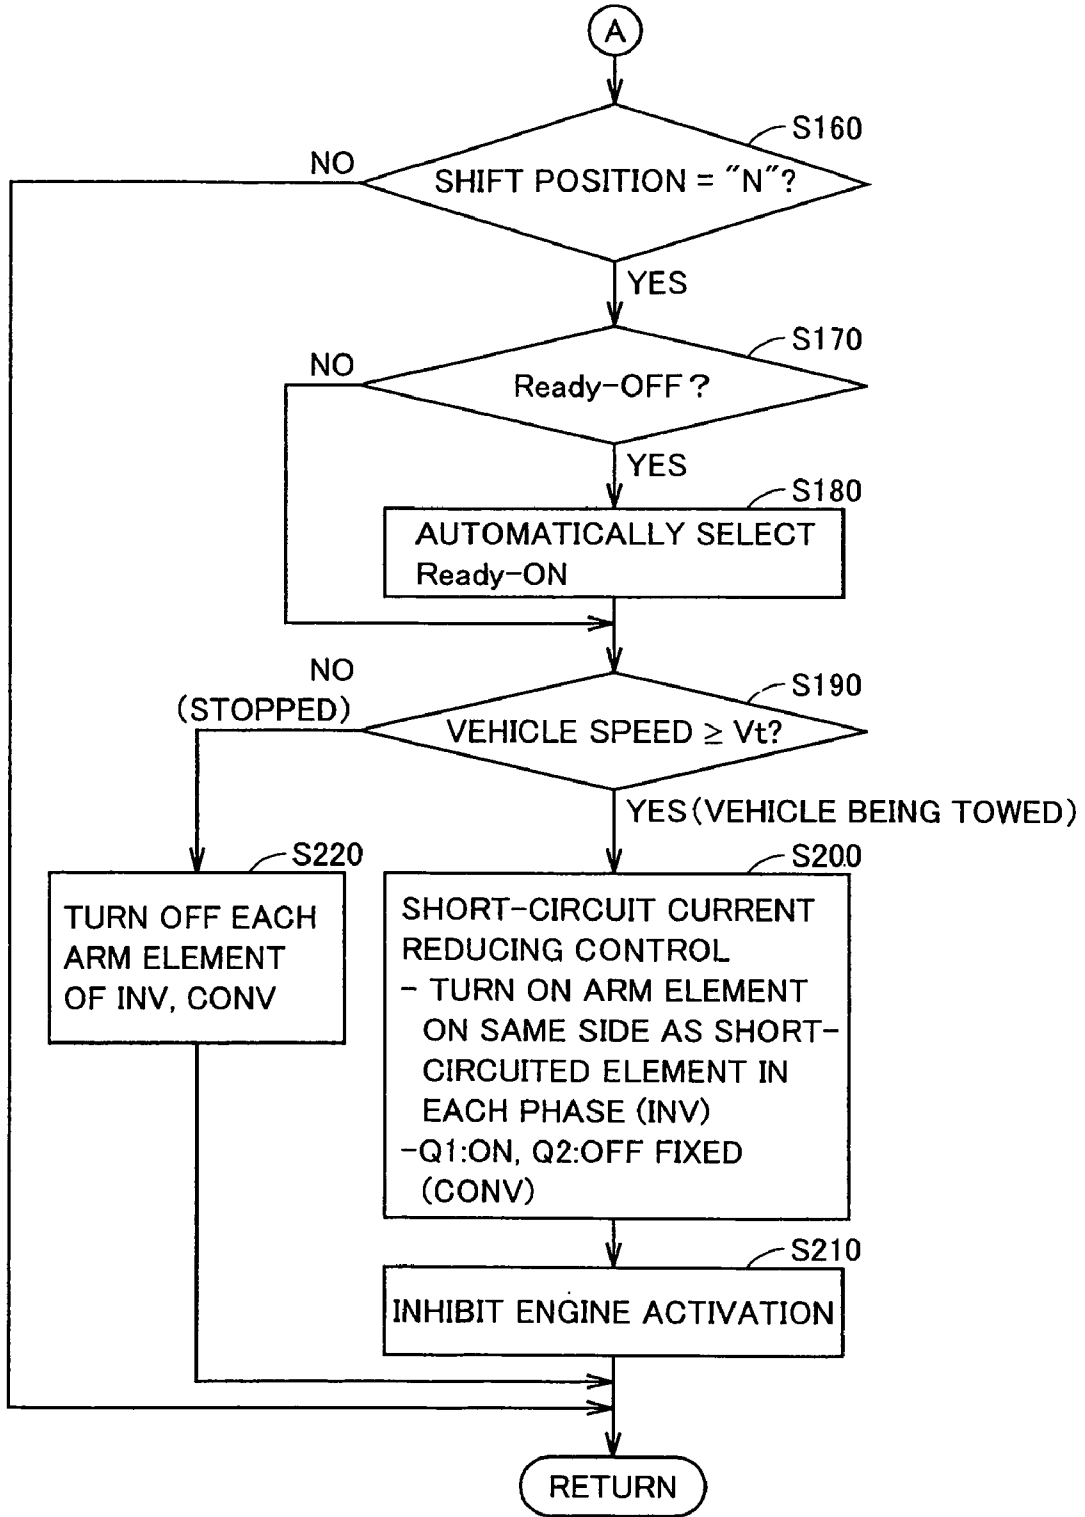 A
S160
NO
SHIFT POSITION = "N"?
YES
S170
NO
Ready-OFF?
YES
S180
AUTOMATICALLY SELECT
Ready-ON
NO
(STOPPED)
S190
VEHICLE SPEED ≥ Vt?
YES(VEHICLE BEING TOWED)
S220
TURN OFF EACH
ARM ELEMENT
OF INV, CONV
S200
SHORT-CIRCUIT CURRENT
REDUCING CONTROL
- TURN ON ARM ELEMENT
ON SAME SIDE AS SHORT-
CIRCUITED ELEMENT IN
EACH PHASE (INV)
-Q1:ON, Q2:OFF FIXED
(CONV)
S210
INHIBIT ENGINE ACTIVATION
RETURN